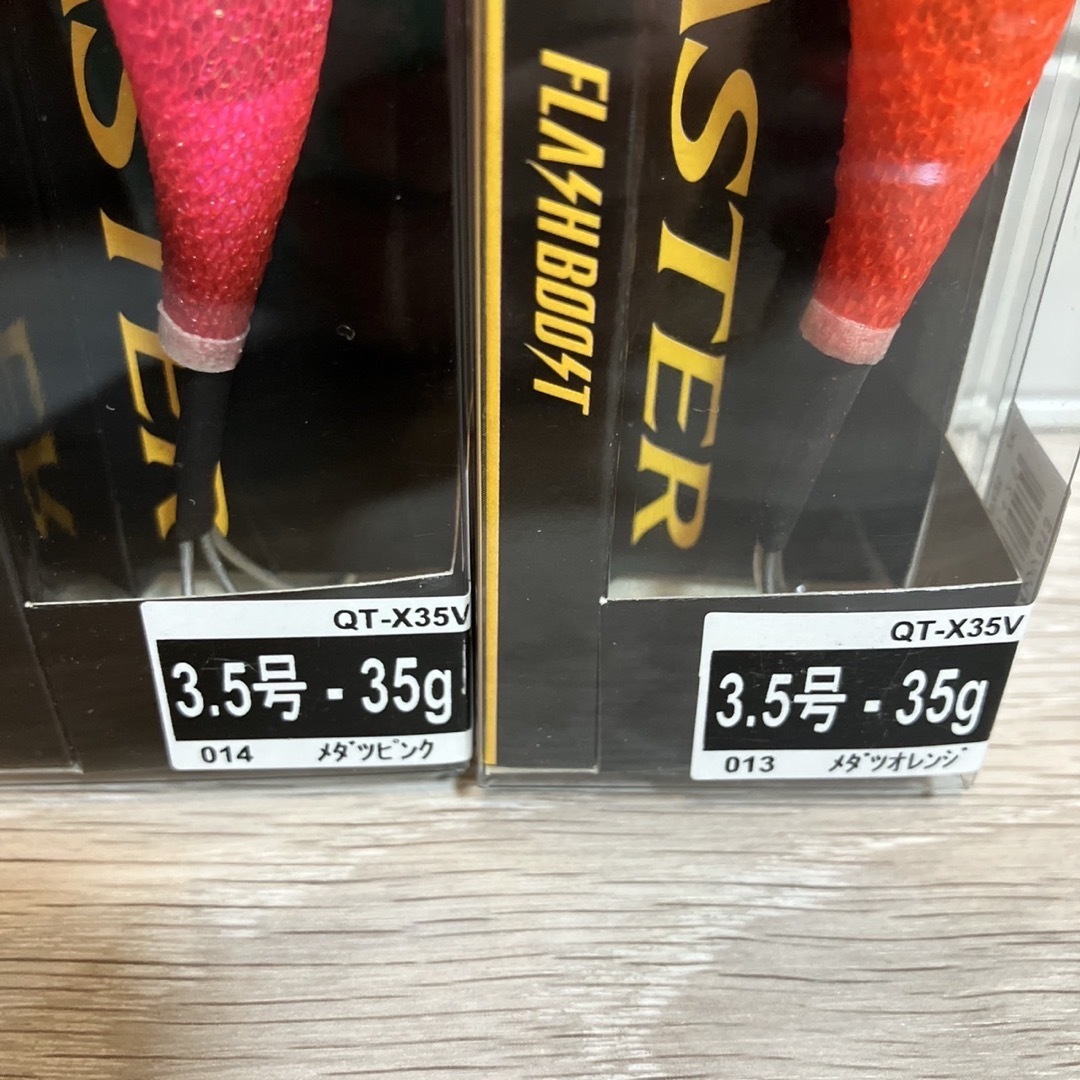 STER
QT-X35V
3.5号 - 35g
014 メダツピンク
FLASHBOOST
ASTER
QT-X35V
3.5号 - 35g
013 メダツオレンジ